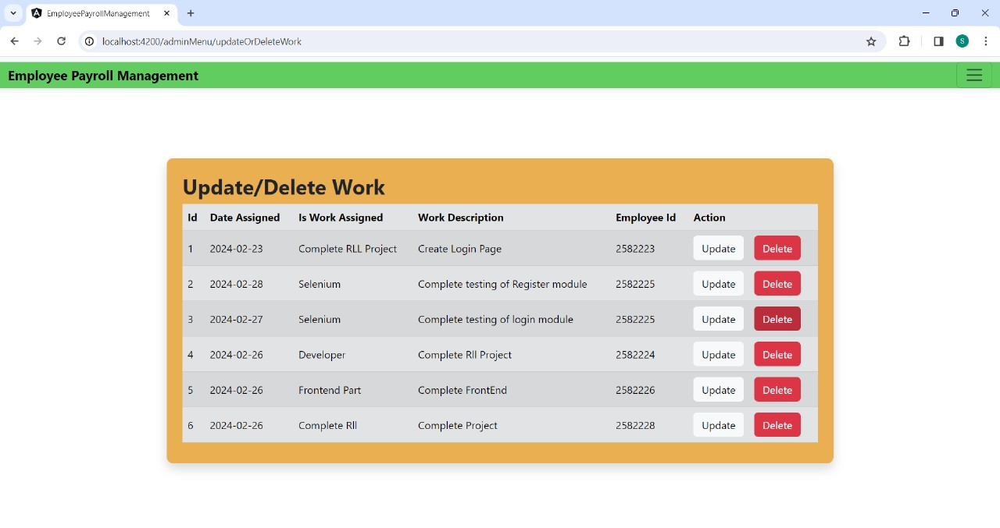 EmployeePayrollManagement
localhost:4200/adminMenu/updateOrDeleteWork
S
Employee Payroll Management
Update/Delete Work
Id Date Assigned Is Work Assigned Work Description Employee Id Action
1 2024-02-23 Complete RLL Project Create Login Page 2582223 Update Delete
2 2024-02-28 Selenium Complete testing of Register module 2582225 Update Delete
3 2024-02-27 Selenium Complete testing of login module 2582225 Update Delete
4 2024-02-26 Developer Complete Rll Project 2582224 Update Delete
5 2024-02-26 Frontend Part Complete FrontEnd 2582226 Update Delete
6 2024-02-26 Complete Rll Complete Project 2582228 Update Delete